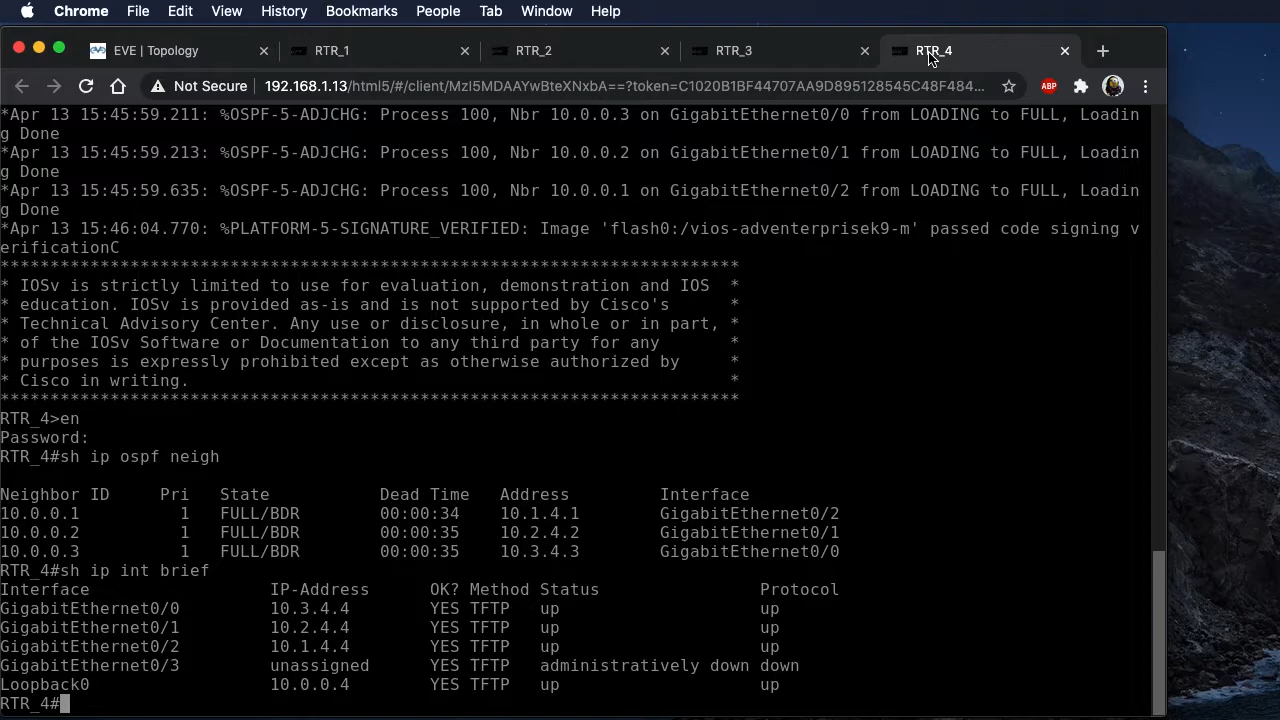 Chrome File Edit View History Bookmarks People Tab Window Help
EVE | Topology RTR_1 RTR_2 RTR_3 RTR_4
Not Secure 192.168.1.13/html5/#/client/MzI5MDAAYwBteXNxbA==?token=C1020B1BF44707AA9D895128545C48F484... ABP
*Apr 13 15:45:59.211: %OSPF-5-ADJCHG: Process 100, Nbr 10.0.0.3 on GigabitEthernet0/0 from LOADING to FULL, Loadin
g Done
*Apr 13 15:45:59.213: %OSPF-5-ADJCHG: Process 100, Nbr 10.0.0.2 on GigabitEthernet0/1 from LOADING to FULL, Loadin
g Done
*Apr 13 15:45:59.635: %OSPF-5-ADJCHG: Process 100, Nbr 10.0.0.1 on GigabitEthernet0/2 from LOADING to FULL, Loadin
g Done
*Apr 13 15:46:04.770: %PLATFORM-5-SIGNATURE_VERIFIED: Image 'flash0:/vios-adventerprisek9-m' passed code signing v
erificationC
**************************************************************************
* IOSv is strictly limited to use for evaluation, demonstration and IOS  *
* education. IOSv is provided as-is and is not supported by Cisco's      *
* Technical Advisory Center. Any use or disclosure, in whole or in part, *
* of the IOSv Software or Documentation to any third party for any       *
* purposes is expressly prohibited except as otherwise authorized by     *
* Cisco in writing.                                                      *
**************************************************************************
RTR_4>en
Password:
RTR_4#sh ip ospf neigh
Neighbor ID     Pri   State           Dead Time   Address         Interface
10.0.0.1          1   FULL/BDR        00:00:34    10.1.4.1        GigabitEthernet0/2
10.0.0.2          1   FULL/BDR        00:00:35    10.2.4.2        GigabitEthernet0/1
10.0.0.3          1   FULL/BDR        00:00:35    10.3.4.3        GigabitEthernet0/0
RTR_4#sh ip int brief
Interface                  IP-Address      OK? Method Status                Protocol
GigabitEthernet0/0         10.3.4.4        YES TFTP   up                    up
GigabitEthernet0/1         10.2.4.4        YES TFTP   up                    up
GigabitEthernet0/2         10.1.4.4        YES TFTP   up                    up
GigabitEthernet0/3         unassigned      YES TFTP   administratively down down
Loopback0                  10.0.0.4        YES TFTP   up                    up
RTR_4#